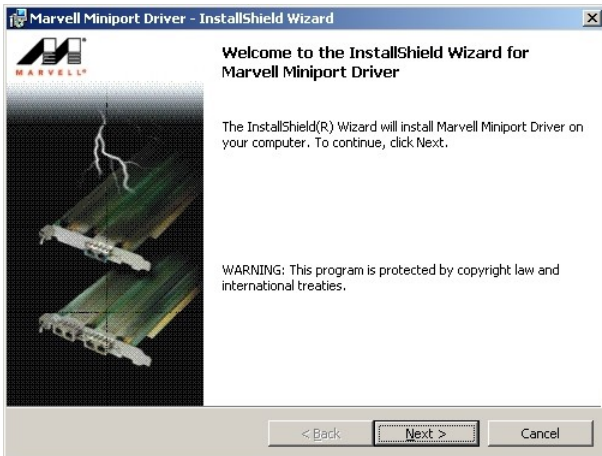 Marvell Miniport Driver - InstallShield Wizard
MARVELL®
Welcome to the InstallShield Wizard for
Marvell Miniport Driver
The InstallShield(R) Wizard will install Marvell Miniport Driver on
your computer. To continue, click Next.
WARNING: This program is protected by copyright law and
international treaties.
< Back
Next >
Cancel